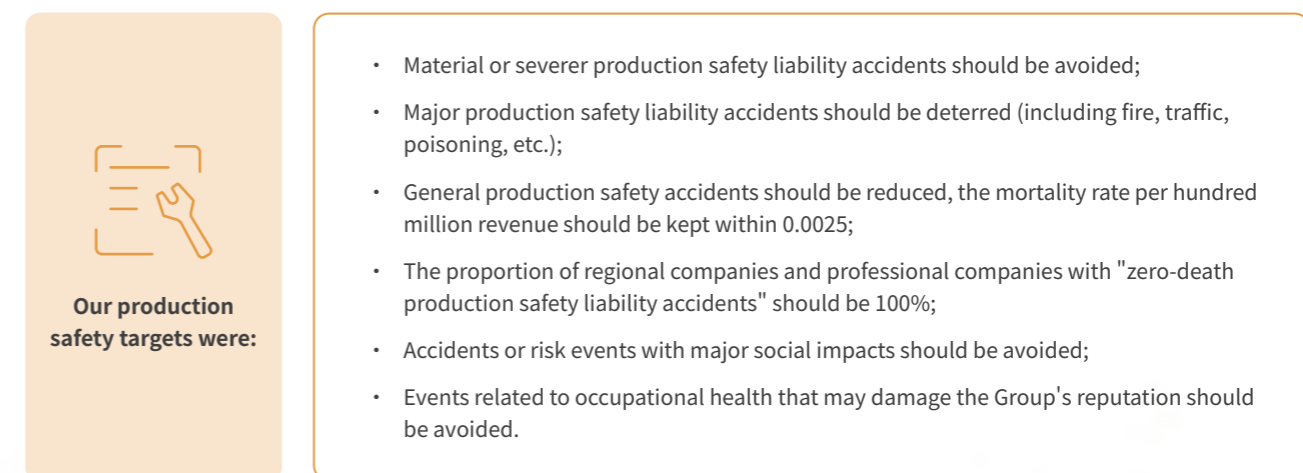 Our production
safety targets were:
• Material or severer production safety liability accidents should be avoided;
• Major production safety liability accidents should be deterred (including fire, traffic,
poisoning, etc.);
• General production safety accidents should be reduced, the mortality rate per hundred
million revenue should be kept within 0.0025;
• The proportion of regional companies and professional companies with "zero-death
production safety liability accidents" should be 100%;
• Accidents or risk events with major social impacts should be avoided;
• Events related to occupational health that may damage the Group's reputation should
be avoided.